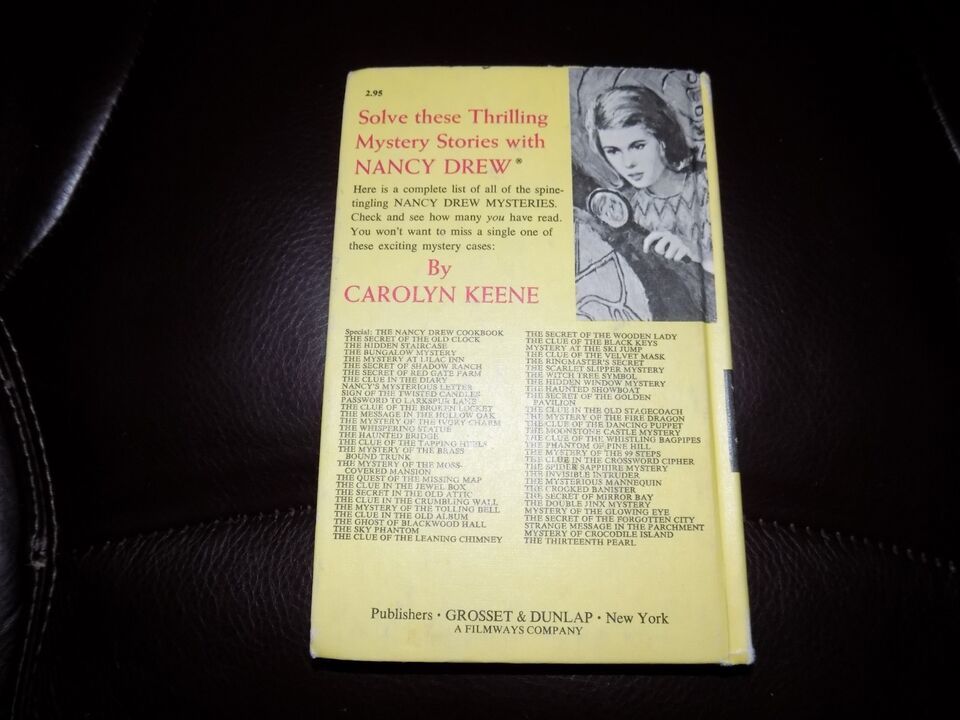 2.95
Solve these Thrilling
Mystery Stories with
NANCY DREW®
Here is a complete list of all of the spine-
tingling NANCY DREW MYSTERIES.
Check and see how many you have read.
You won't want to miss a single one of
these exciting mystery cases:
By
CAROLYN KEENE
Special: THE NANCY DREW COOKBOOK
THE SECRET OF THE OLD CLOCK
THE HIDDEN STAIRCASE
THE BUNGALOW MYSTERY
THE MYSTERY AT LILAC INN
THE SECRET OF SHADOW RANCH
THE SECRET OF RED GATE FARM
THE CLUE IN THE DIARY
NANCY'S MYSTERIOUS LETTER
SIGN OF THE TWISTED CANDLES
PASSWORD TO LARKSPUR LANE
THE CLUE OF THE BROKEN LOCKET
THE MESSAGE IN THE HOLLOW OAK
THE MYSTERY OF THE IVORY CHARM
THE WHISPERING STATUE
THE HAUNTED BRIDGE
THE CLUE OF THE TAPPING HEELS
THE MYSTERY OF THE BRASS
BOUND TRUNK
THE MYSTERY OF THE MOSS-
COVERED MANSION
THE QUEST OF THE MISSING MAP
THE CLUE IN THE JEWEL BOX
THE SECRET IN THE OLD ATTIC
THE CLUE IN THE CRUMBLING WALL
THE MYSTERY OF THE TOLLING BELL
THE CLUE IN THE OLD ALBUM
THE GHOST OF BLACKWOOD HALL
THE SKY PHANTOM
THE CLUE OF THE LEANING CHIMNEY
THE SECRET OF THE WOODEN LADY
THE CLUE OF THE BLACK KEYS
MYSTERY AT THE SKI JUMP
THE CLUE OF THE VELVET MASK
THE RINGMASTER'S SECRET
THE SCARLET SLIPPER MYSTERY
THE WITCH TREE SYMBOL
THE HIDDEN WINDOW MYSTERY
THE HAUNTED SHOWBOAT
THE SECRET OF THE GOLDEN
PAVILION
THE CLUE IN THE OLD STAGECOACH
THE MYSTERY OF THE FIRE DRAGON
THE CLUE OF THE DANCING PUPPET
THE MOONSTONE CASTLE MYSTERY
THE CLUE OF THE WHISTLING BAGPIPES
THE PHANTOM OF PINE HILL
THE MYSTERY OF THE 99 STEPS
THE CLUE IN THE CROSSWORD CIPHER
THE SPIDER SAPPHIRE MYSTERY
THE INVISIBLE INTRUDER
THE MYSTERIOUS MANNEQUIN
THE CROOKED BANISTER
THE SECRET OF MIRROR BAY
THE DOUBLE JINX MYSTERY
MYSTERY OF THE GLOWING EYE
THE SECRET OF THE FORGOTTEN CITY
STRANGE MESSAGE IN THE PARCHMENT
MYSTERY OF CROCODILE ISLAND
THE THIRTEENTH PEARL
Publishers · GROSSET & DUNLAP · New York
A FILMWAYS COMPANY